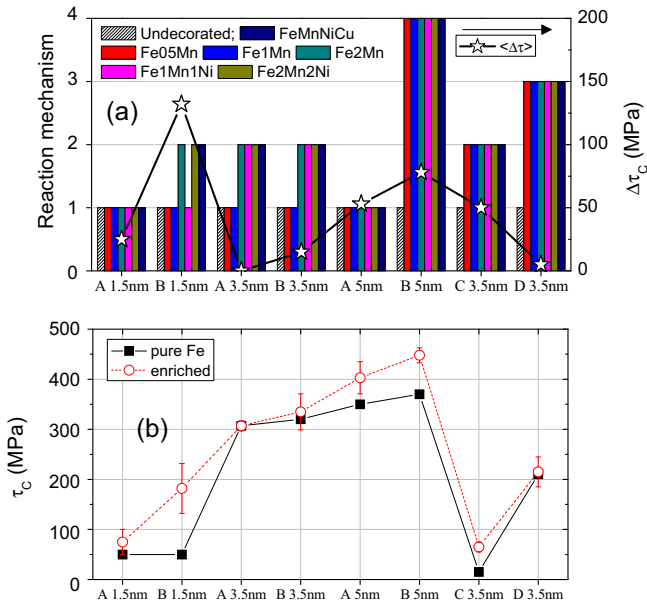 Undecorated; FeMnNiCu
Fe05Mn Fe1Mn Fe2Mn
Fe1Mn1Ni Fe2Mn2Ni
<Δτ>
(a)
Reaction mechanism
4
3
2
1
0
Δτ_C (MPa)
200
150
100
50
0
A 1.5nm B 1.5nm A 3.5nm B 3.5nm A 5nm B 5nm C 3.5nm D 3.5nm
pure Fe
enriched
(b)
τ_C (MPa)
500
400
300
200
100
0
A 1.5nm B 1.5nm A 3.5nm B 3.5nm A 5nm B 5nm C 3.5nm D 3.5nm